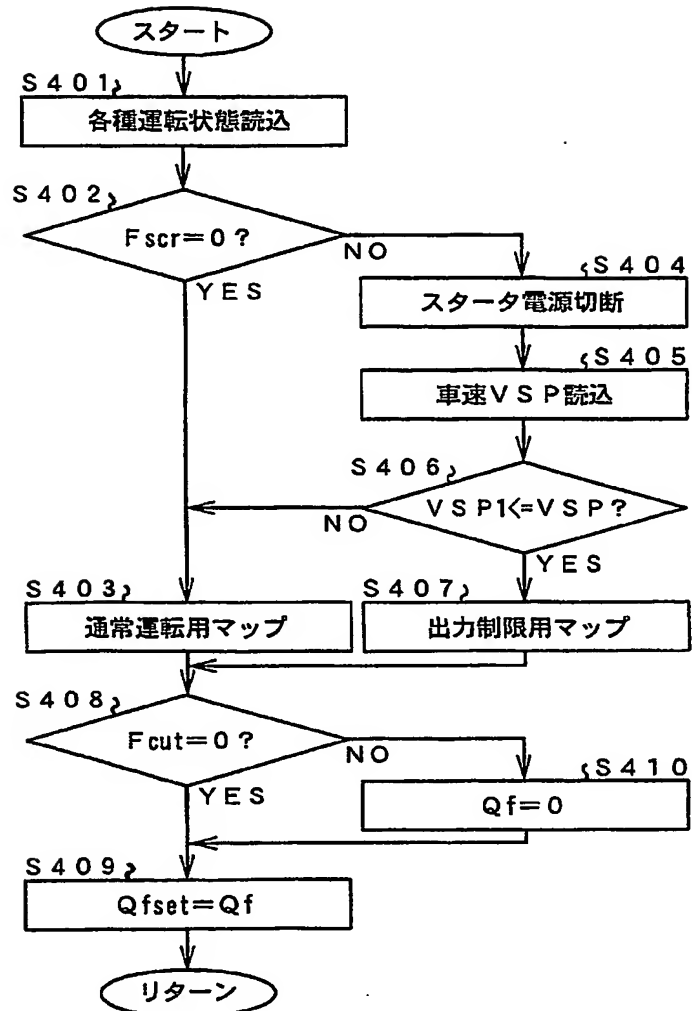 スタート
S401
各種運転状態読込
S402
Fscr=0?
NO
YES
S404
スタータ電源切断
S405
車速VSP読込
S406
VSP1<=VSP?
NO
YES
S403
通常運転用マップ
S407
出力制限用マップ
S408
Fcut=0?
NO
YES
S410
Qf=0
S409
Qfset=Qf
リターン